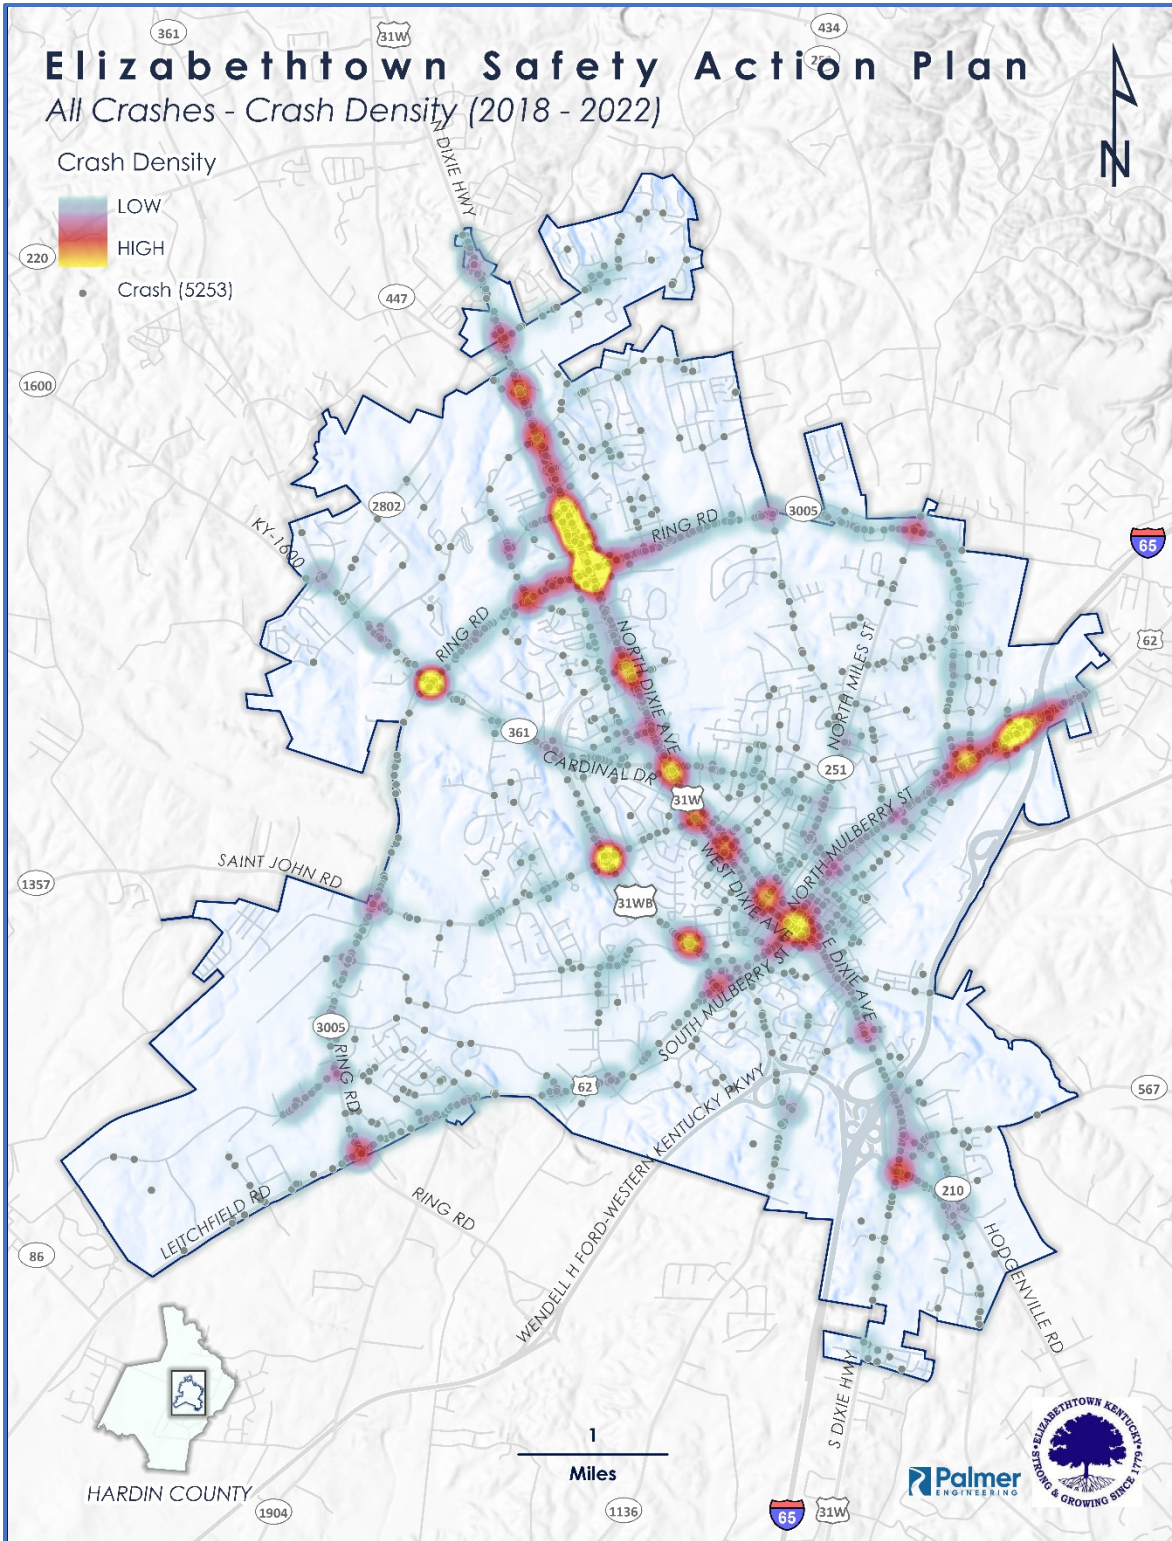 Elizabethtown Safety Action Plan
All Crashes - Crash Density (2018 - 2022)
Crash Density
LOW
HIGH
Crash (5253)
N
361
31W
434
251
N DIXIE HWY
220
447
1600
2802
KY-1600
RING RD
3005
65
62
RING RD
NORTH DIXIE AVE
NORTH MILES ST
361
CARDINAL DR
251
31W
NORTH MULBERRY ST
SAINT JOHN RD
1357
WEST DIXIE AVE
31WB
E DIXIE AVE
SOUTH MULBERRY ST
3005
RING RD
62
567
WENDELL H FORD-WESTERN KENTUCKY PKWY
210
LEITCHFIELD RD
RING RD
86
HODGENVILLE RD
S DIXIE HWY
HARDIN COUNTY
1
Miles
1904
1136
65
31W
Palmer
ENGINEERING
ELIZABETHTOWN KENTUCKY
STRONG & GROWING SINCE 1779